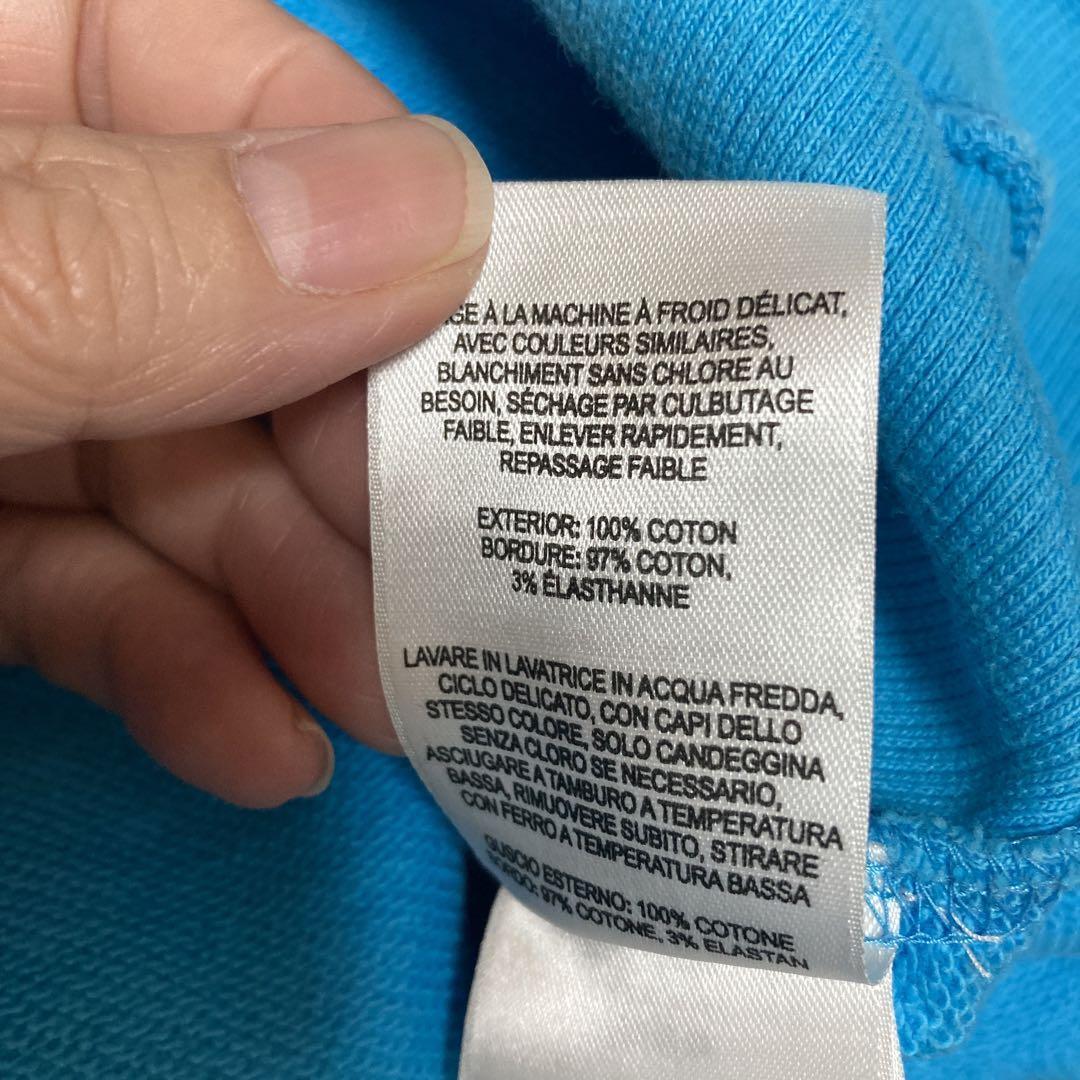 À LA MACHINE À FROID DÉLICAT,
AVEC COULEURS SIMILAIRES,
BLANCHIMENT SANS CHLORE AU
BESOIN, SÉCHAGE PAR CULBUTAGE
FAIBLE, ENLEVER RAPIDEMENT,
REPASSAGE FAIBLE
EXTERIOR: 100% COTON
BORDURE: 97% COTON,
3% ÉLASTHANNE
LAVARE IN LAVATRICE IN ACQUA FREDDA,
CICLO DELICATO, CON CAPI DELLO
STESSO COLORE, SOLO CANDEGGINA
SENZA CLORO SE NECESSARIO,
ASCIUGARE A TAMBURO A TEMPERATURA
BASSA, RIMUOVERE SUBITO, STIRARE
CON FERRO A TEMPERATURA BASSA
GUSCIO ESTERNO: 100% COTONE
BORDO: 97% COTONE, 3% ELASTAN